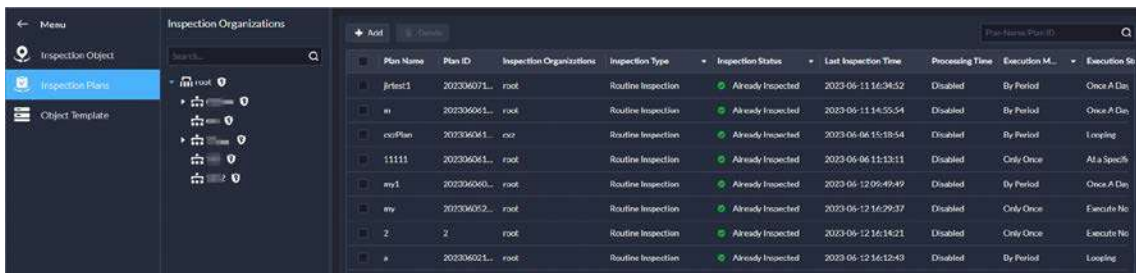 Menu
Inspection Object
Inspection Plans
Object Template
Inspection Organizations
Search...
root
Add Delete
Plan Name/Plan ID
Plan Name Plan ID Inspection Organizations Inspection Type Inspection Status Last Inspection Time Processing Time Execution M... Execution St
jlrtest1 202306071... root Routine Inspection Already Inspected 2023-06-11 16:34:52 Disabled By Period Once A Day
m 202306061... root Routine Inspection Already Inspected 2023-06-11 14:55:54 Disabled By Period Once A Day
202306061... Routine Inspection Already Inspected 2023-06-06 15:18:54 Disabled By Period Looping
11111 202306061... root Routine Inspection Already Inspected 2023-06-06 11:13:11 Disabled Only Once At a Specifi
my1 202306060... root Routine Inspection Already Inspected 2023-06-12 09:49:49 Disabled By Period Once A Day
my 202306052... root Routine Inspection Already Inspected 2023-06-12 16:29:37 Disabled Only Once Execute No
2 2 root Routine Inspection Already Inspected 2023-06-12 16:14:21 Disabled Only Once Execute No
a 202306021... root Routine Inspection Already Inspected 2023-06-12 16:12:43 Disabled By Period Looping